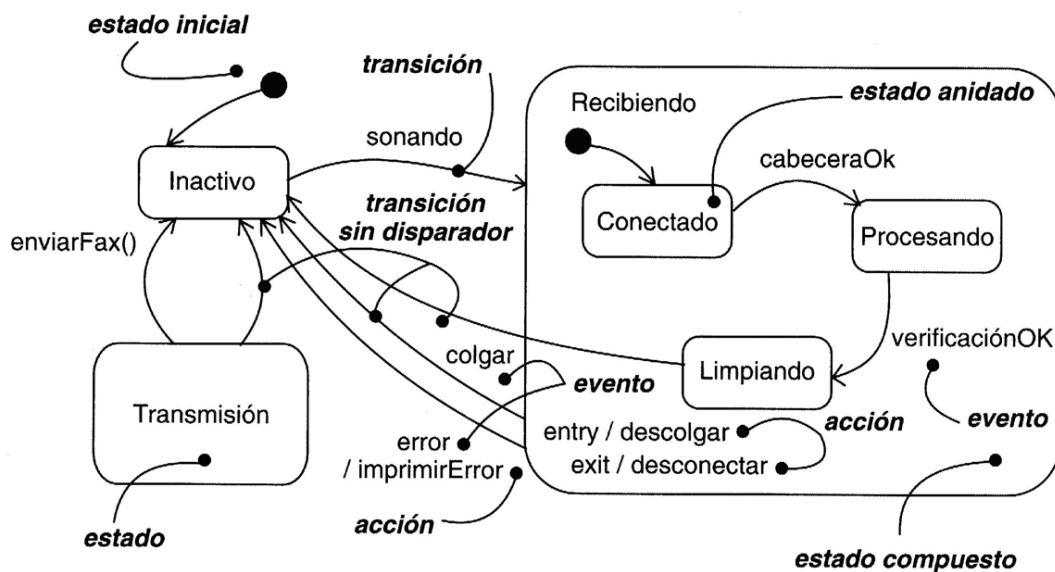 estado inicial
transición
estado anidado
Recibiendo
sonando
cabeceraOk
Inactivo
transición
sin disparador
Conectado
Procesando
enviarFax()
verificaciónOK
colgar
Limpiando
evento
Transmisión
acción
evento
entry / descolgar
error
exit / desconectar
/ imprimirError
acción
estado
estado compuesto